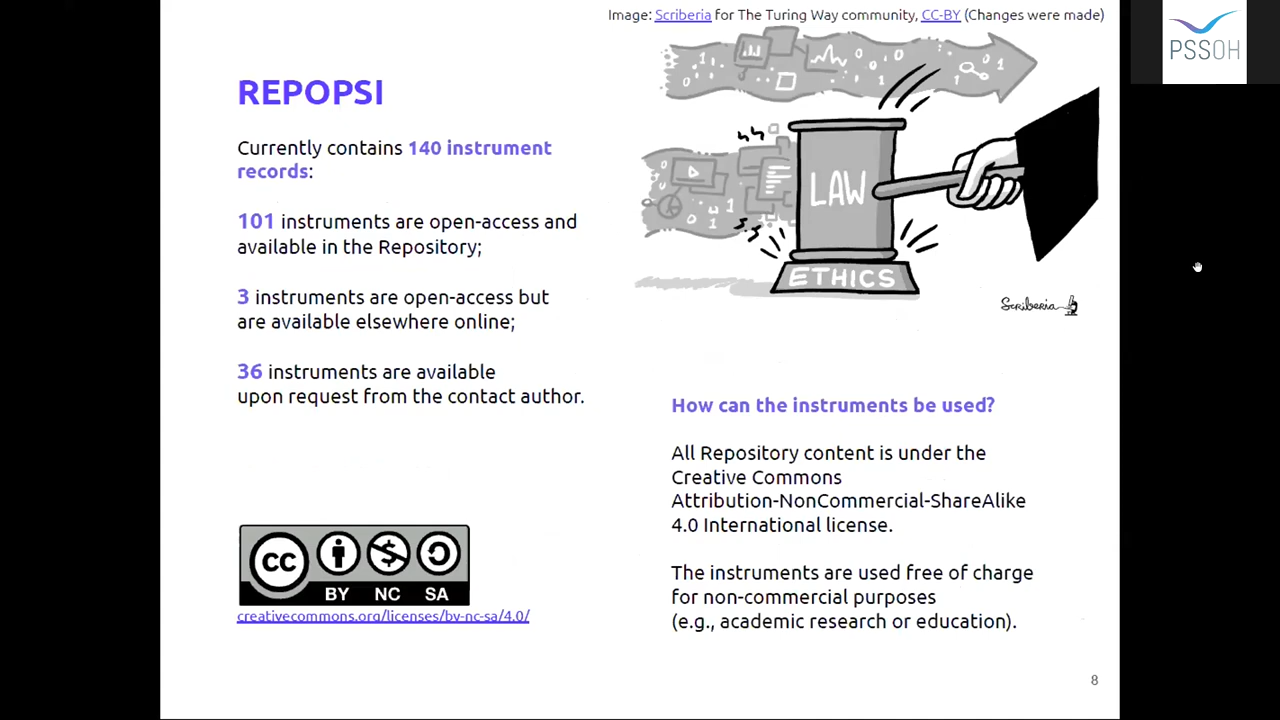 Image: Scriberia for The Turing Way community, CC-BY (Changes were made)
PSSOH
REPOPSI
Currently contains 140 instrument
records:
101 instruments are open-access and
available in the Repository;
3 instruments are open-access but
are available elsewhere online;
36 instruments are available
upon request from the contact author.
LAW
ETHICS
Scriberia
How can the instruments be used?
All Repository content is under the
Creative Commons
Attribution-NonCommercial-ShareAlike
4.0 International license.
The instruments are used free of charge
for non-commercial purposes
(e.g., academic research or education).
CC
BY NC SA
creativecommons.org/licenses/by-nc-sa/4.0/
8